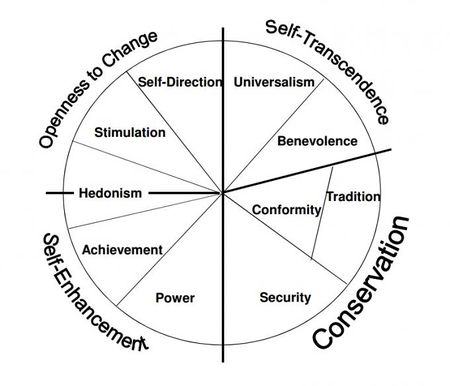 Openness to Change
Self-Transcendence
Self-Direction
Universalism
Stimulation
Benevolence
Hedonism
Tradition
Conformity
Achievement
Power
Security
Self-Enhancement
Conservation